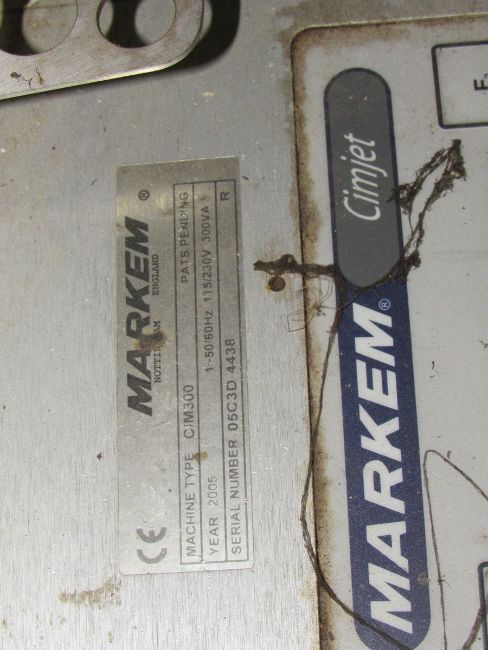 MARKEM ®
NOTTINGHAM ENGLAND
MACHINE TYPE CIM300 PATS PENDING
YEAR 2005 1~50/60Hz 115/230V 300VA
SERIAL NUMBER 05C3D 4438 R
CE
MARKEM® Cimjet